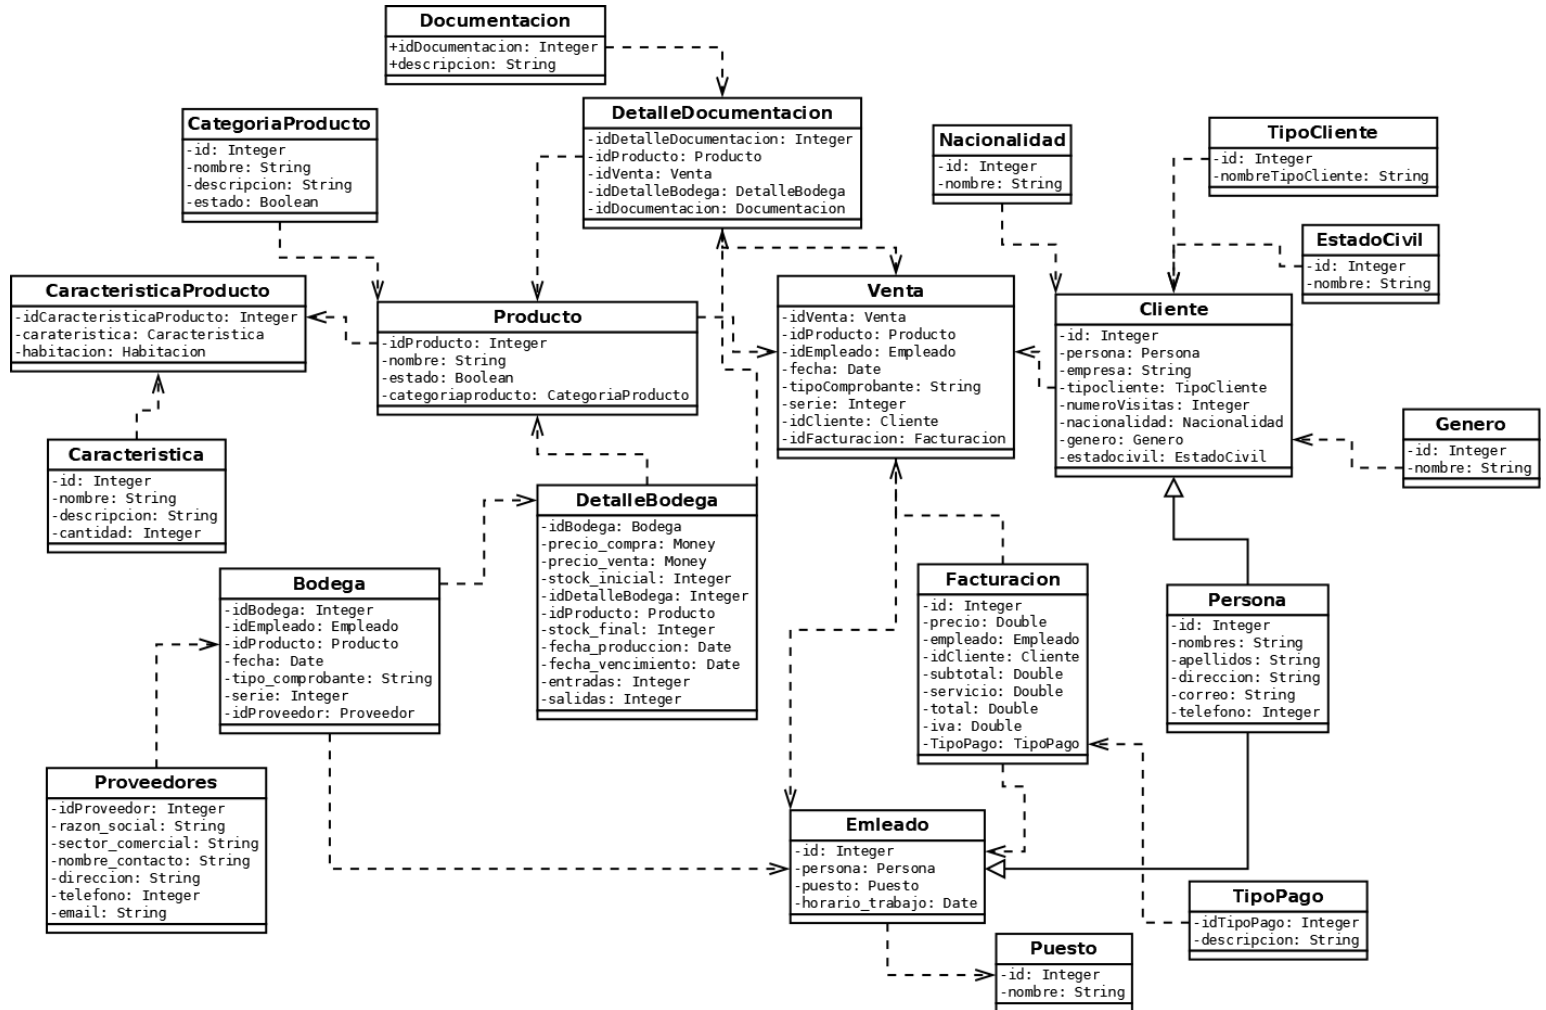 Documentacion
+idDocumentacion: Integer
+descripcion: String
DetalleDocumentacion
-idDetalleDocumentacion: Integer
-idProducto: Producto
-idVenta: Venta
-idDetalleBodega: DetalleBodega
-idDocumentacion: Documentacion
CategoriaProducto
-id: Integer
-nombre: String
-descripcion: String
-estado: Boolean
Nacionalidad
-id: Integer
-nombre: String
TipoCliente
-id: Integer
-nombreTipoCliente: String
EstadoCivil
-id: Integer
-nombre: String
CaracteristicaProducto
-idCaracteristicaProducto: Integer
-carateristica: Caracteristica
-habitacion: Habitacion
Producto
-idProducto: Integer
-nombre: String
-estado: Boolean
-categoriaproducto: CategoriaProducto
Venta
-idVenta: Venta
-idProducto: Producto
-idEmpleado: Empleado
-fecha: Date
-tipoComprobante: String
-serie: Integer
-idCliente: Cliente
-idFacturacion: Facturacion
Cliente
-id: Integer
-persona: Persona
-empresa: String
-tipocliente: TipoCliente
-numeroVisitas: Integer
-nacionalidad: Nacionalidad
-genero: Genero
-estadocivil: EstadoCivil
Genero
-id: Integer
-nombre: String
Caracteristica
-id: Integer
-nombre: String
-descripcion: String
-cantidad: Integer
DetalleBodega
-idBodega: Bodega
-precio_compra: Money
-precio_venta: Money
-stock_inicial: Integer
-idDetalleBodega: Integer
-idProducto: Producto
-stock_final: Integer
-fecha_produccion: Date
-fecha_vencimiento: Date
-entradas: Integer
-salidas: Integer
Bodega
-idBodega: Integer
-idEmpleado: Empleado
-idProducto: Producto
-fecha: Date
-tipo_comprobante: String
-serie: Integer
-idProveedor: Proveedor
Facturacion
-id: Integer
-precio: Double
-empleado: Empleado
-idCliente: Cliente
-subtotal: Double
-servicio: Double
-total: Double
-iva: Double
-TipoPago: TipoPago
Persona
-id: Integer
-nombres: String
-apellidos: String
-direccion: String
-correo: String
-telefono: Integer
Proveedores
-idProveedor: Integer
-razon_social: String
-sector_comercial: String
-nombre_contacto: String
-direccion: String
-telefono: Integer
-email: String
Emleado
-id: Integer
-persona: Persona
-puesto: Puesto
-horario_trabajo: Date
TipoPago
-idTipoPago: Integer
-descripcion: String
Puesto
-id: Integer
-nombre: String